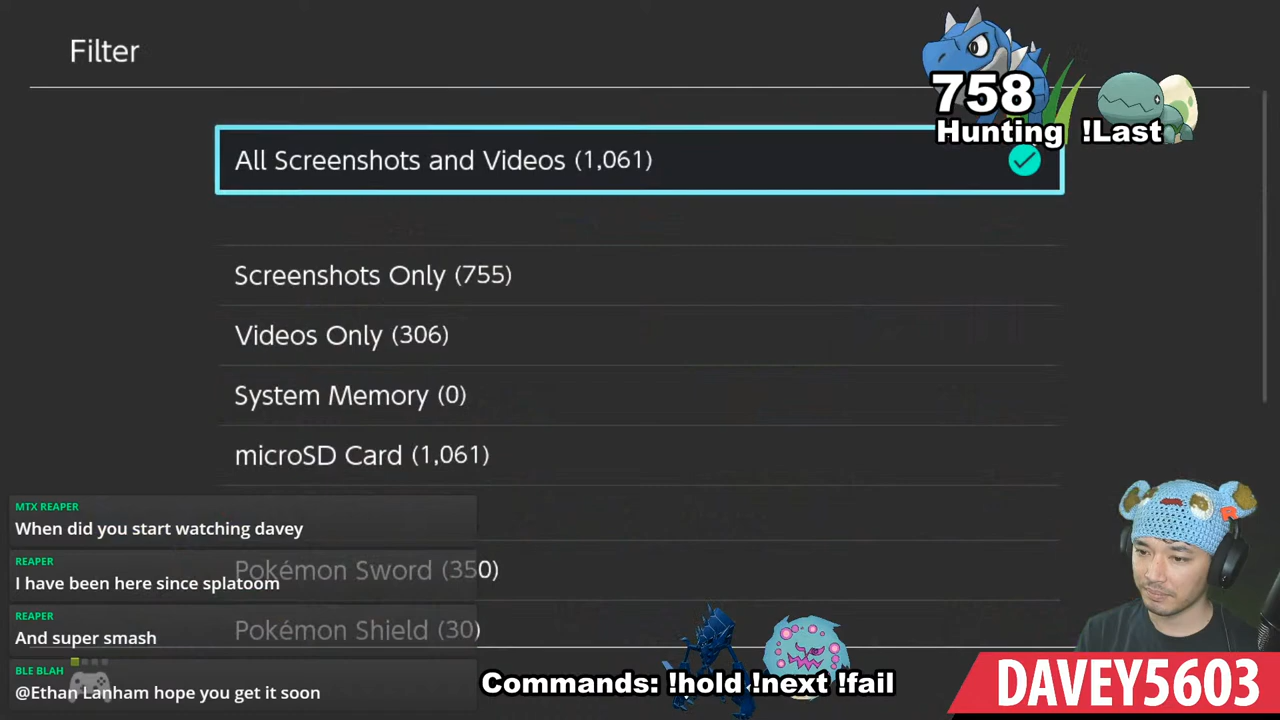 Filter
758
Hunting !Last
All Screenshots and Videos (1,061)
Screenshots Only (755)
Videos Only (306)
System Memory (0)
microSD Card (1,061)
Pokémon Sword (350)
Pokémon Shield (30)
MTX REAPER
When did you start watching davey
REAPER
I have been here since splatoom
REAPER
And super smash
BLE BLAH
@Ethan Lanham hope you get it soon
Commands: !hold !next !fail
DAVEY5603